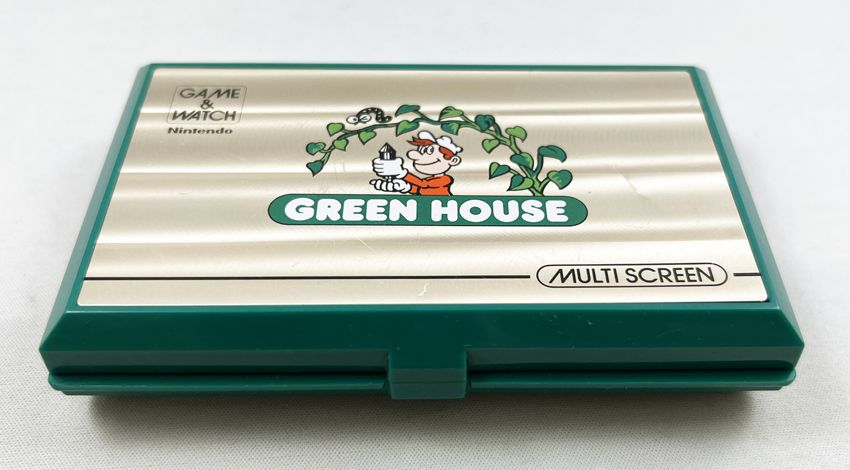 GAME
&
WATCH
Nintendo
GREEN HOUSE
MULTI SCREEN